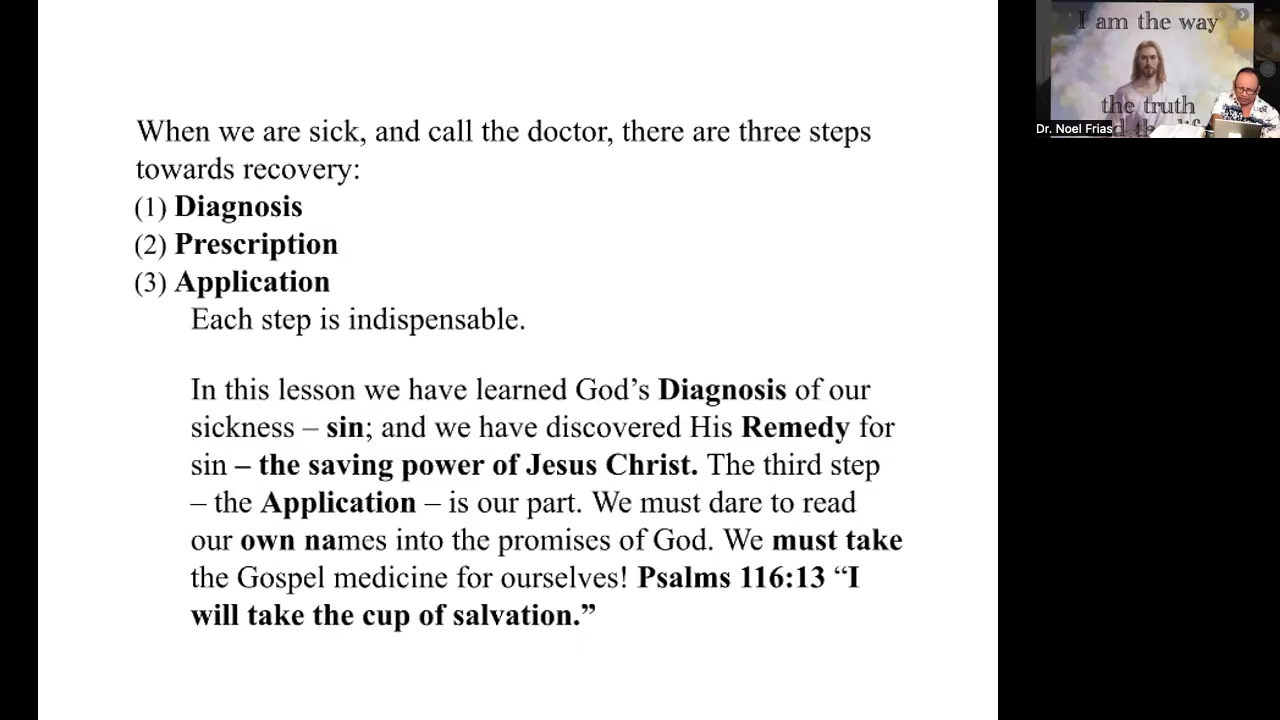 When we are sick, and call the doctor, there are three steps
towards recovery:
(1) Diagnosis
(2) Prescription
(3) Application
Each step is indispensable.
In this lesson we have learned God’s Diagnosis of our
sickness – sin; and we have discovered His Remedy for
sin – the saving power of Jesus Christ. The third step
– the Application – is our part. We must dare to read
our own names into the promises of God. We must take
the Gospel medicine for ourselves! Psalms 116:13 “I
will take the cup of salvation.”
I am the way
the truth
Dr. Noel Frias